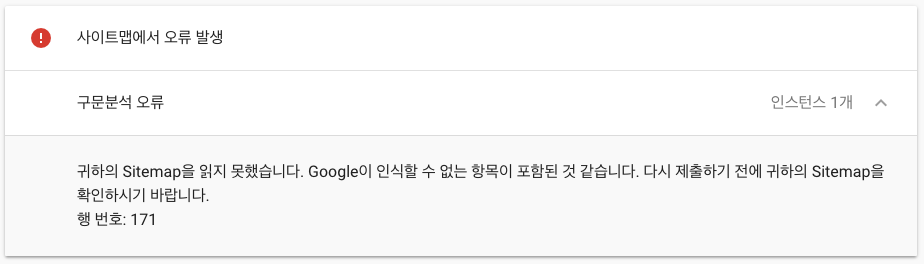 사이트맵에서 오류 발생
구문분석 오류
인스턴스 1개
귀하의 Sitemap을 읽지 못했습니다. Google이 인식할 수 없는 항목이 포함된 것 같습니다. 다시 제출하기 전에 귀하의 Sitemap을
확인하시기 바랍니다.
행 번호: 171